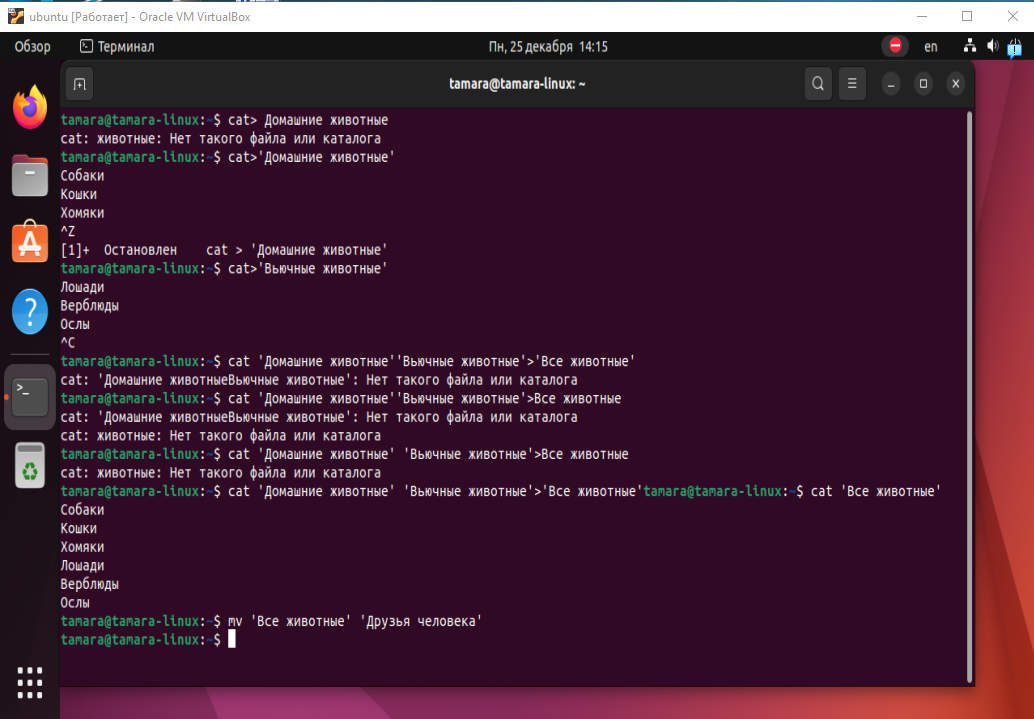 ubuntu [Работает] - Oracle VM VirtualBox
Обзор Терминал Пн, 25 декабря 14:15 en
tamara@tamara-linux: ~
tamara@tamara-linux:~$ cat> Домашние животные
cat: животные: Нет такого файла или каталога
tamara@tamara-linux:~$ cat>'Домашние животные'
Собаки
Кошки
Хомяки
^Z
[1]+  Остановлен    cat > 'Домашние животные'
tamara@tamara-linux:~$ cat>'Вьючные животные'
Лошади
Верблюды
Ослы
^C
tamara@tamara-linux:~$ cat 'Домашние животные''Вьючные животные'>'Все животные'
cat: 'Домашние животныеВьючные животные': Нет такого файла или каталога
tamara@tamara-linux:~$ cat 'Домашние животные''Вьючные животные'>Все животные
cat: 'Домашние животныеВьючные животные': Нет такого файла или каталога
cat: животные: Нет такого файла или каталога
tamara@tamara-linux:~$ cat 'Домашние животные' 'Вьючные животные'>Все животные
cat: животные: Нет такого файла или каталога
tamara@tamara-linux:~$ cat 'Домашние животные' 'Вьючные животные'>'Все животные'tamara@tamara-linux:~$ cat 'Все животные'
Собаки
Кошки
Хомяки
Лошади
Верблюды
Ослы
tamara@tamara-linux:~$ mv 'Все животные' 'Друзья человека'
tamara@tamara-linux:~$